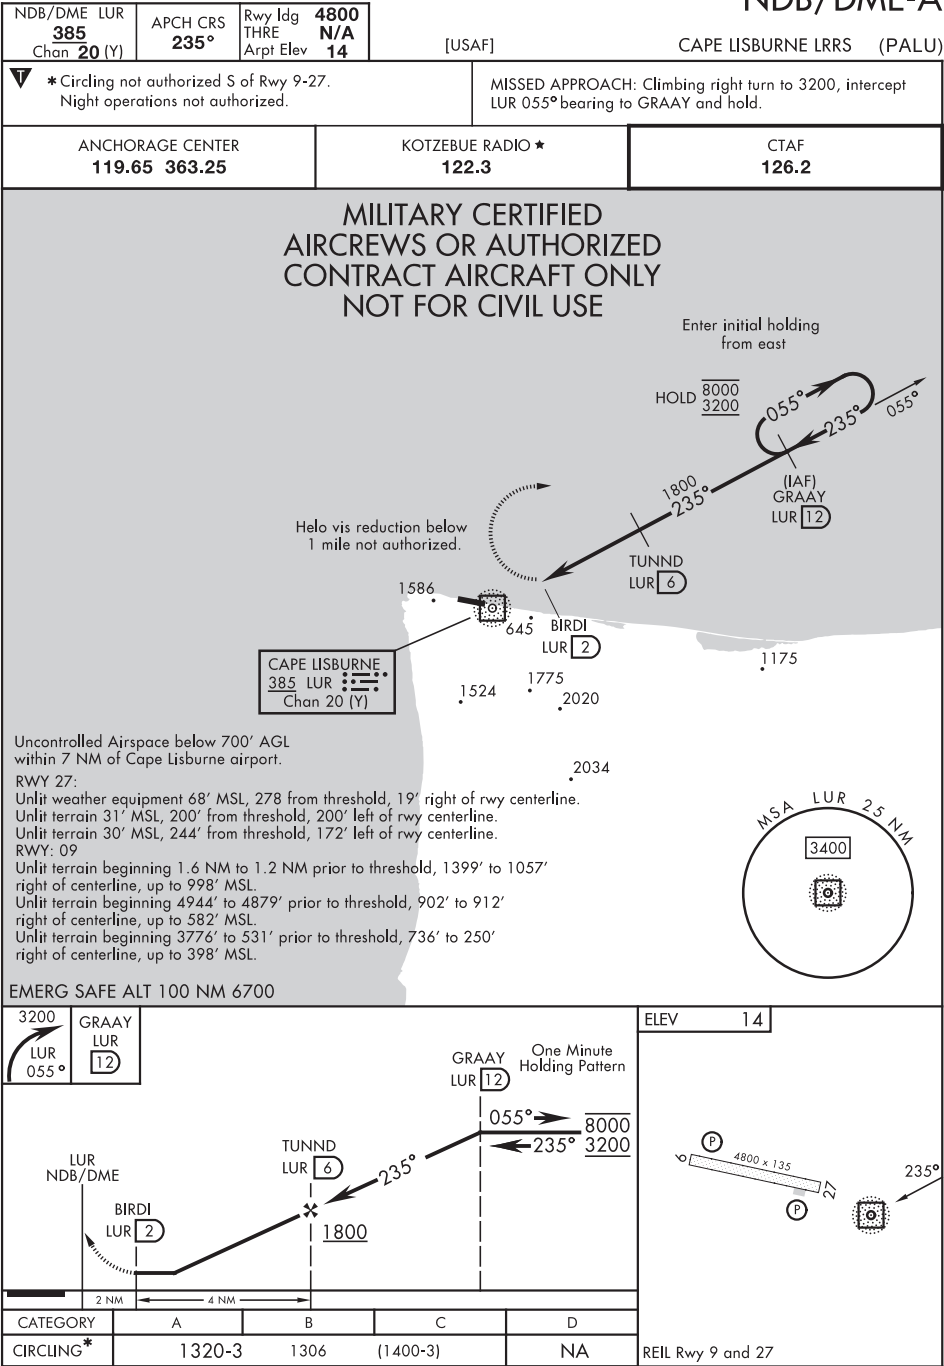 NDB/DME-A
NDB/DME LUR
385
Chan 20 (Y)
APCH CRS
235°
Rwy ldg 4800
THRE N/A
Arpt Elev 14
[USAF]
CAPE LISBURNE LRRS (PALU)
T
* Circling not authorized S of Rwy 9-27.
Night operations not authorized.
MISSED APPROACH: Climbing right turn to 3200, intercept
LUR 055° bearing to GRAAY and hold.
ANCHORAGE CENTER
119.65 363.25
KOTZEBUE RADIO ★
122.3
CTAF
126.2
MILITARY CERTIFIED
AIRCREWS OR AUTHORIZED
CONTRACT AIRCRAFT ONLY
NOT FOR CIVIL USE
Enter initial holding
from east
HOLD 8000
3200
055°
235°
055°
(IAF)
GRAAY
LUR 12
1800
235°
TUNND
LUR 6
Helo vis reduction below
1 mile not authorized.
1586
645
BIRDI
LUR 2
CAPE LISBURNE
385 LUR
Chan 20 (Y)
1175
1524
1775
2020
2034
Uncontrolled Airspace below 700' AGL
within 7 NM of Cape Lisburne airport.
RWY 27:
Unlit weather equipment 68' MSL, 278 from threshold, 19' right of rwy centerline.
Unlit terrain 31' MSL, 200' from threshold, 200' left of rwy centerline.
Unlit terrain 30' MSL, 244' from threshold, 172' left of rwy centerline.
RWY: 09
Unlit terrain beginning 1.6 NM to 1.2 NM prior to threshold, 1399' to 1057'
right of centerline, up to 998' MSL.
Unlit terrain beginning 4944' to 4879' prior to threshold, 902' to 912'
right of centerline, up to 582' MSL.
Unlit terrain beginning 3776' to 531' prior to threshold, 736' to 250'
right of centerline, up to 398' MSL.
MSA LUR 25 NM
3400
EMERG SAFE ALT 100 NM 6700
3200
LUR
055°
GRAAY
LUR
12
GRAAY
LUR 12
One Minute
Holding Pattern
055°
8000
235° 3200
TUNND
LUR 6
235°
LUR
NDB/DME
BIRDI
LUR 2
1800
2 NM
4 NM
CATEGORY A B C D
CIRCLING* 1320-3 1306 (1400-3) NA
ELEV 14
P
9
4800 x 135
27
P
235°
REIL Rwy 9 and 27